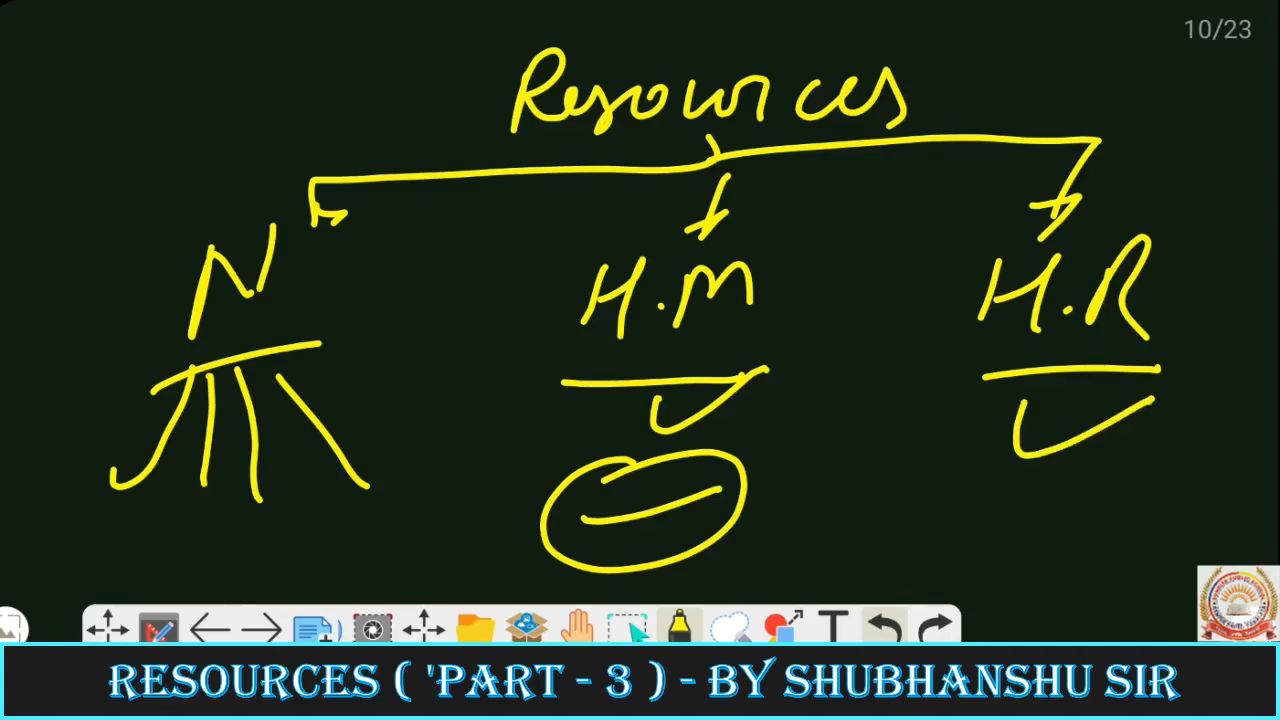 10/23
Resources
N H.M H.R
RESOURCES ( 'PART - 3 ) - BY SHUBHANSHU SIR